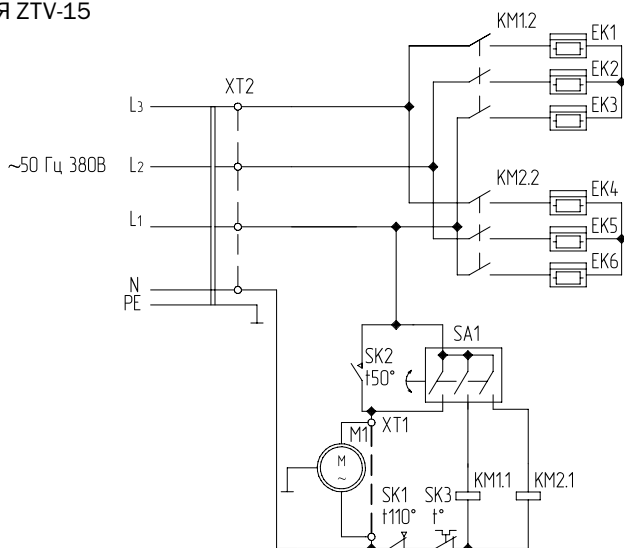 Я ZTV-15
KM1.2
EK1
EK2
EK3
XT2
L3
~50 Гц 380В L2
L1
KM2.2
EK4
EK5
EK6
N
PE
SA1
SK2
t50°
XT1
M1
M
~
SK1
t110°
SK3
t°
KM1.1
KM2.1